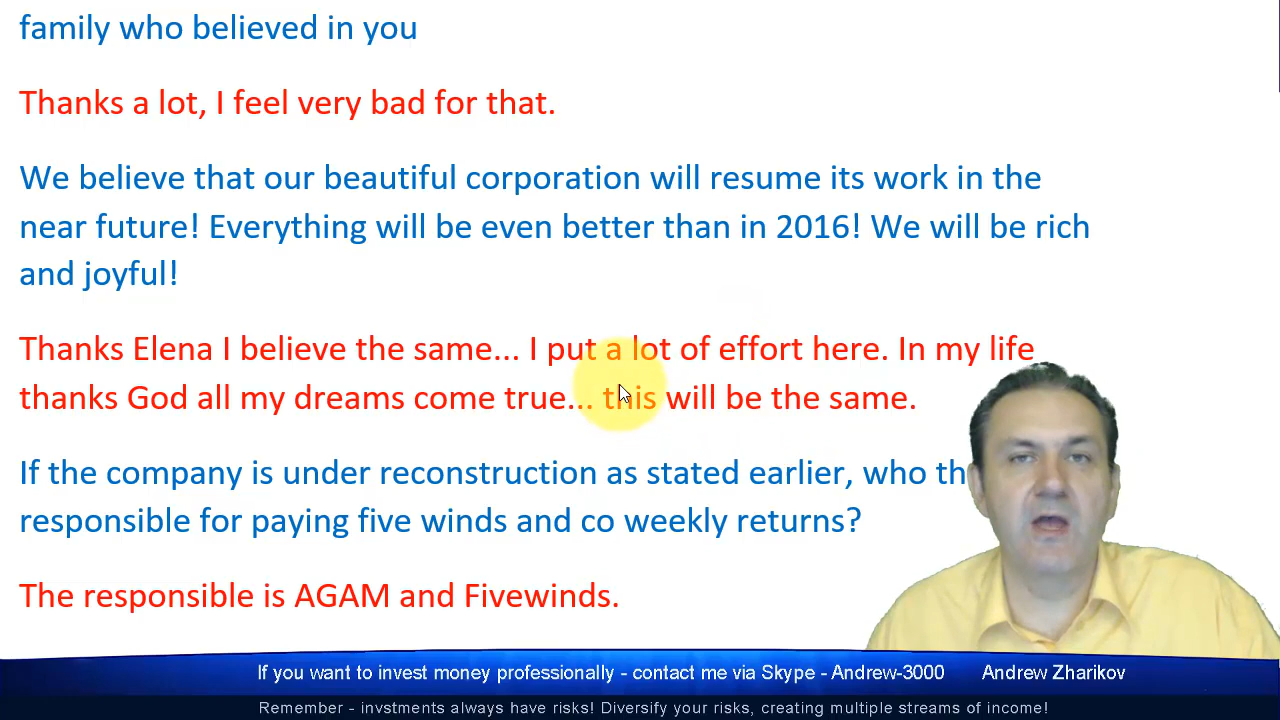 family who believed in you
Thanks a lot, I feel very bad for that.
We believe that our beautiful corporation will resume its work in the
near future! Everything will be even better than in 2016! We will be rich
and joyful!
Thanks Elena I believe the same... I put a lot of effort here. In my life
thanks God all my dreams come true... this will be the same.
If the company is under reconstruction as stated earlier, who
responsible for paying five winds and co weekly returns?
The responsible is AGAM and Fivewinds.
If you want to invest money professionally - contact me via Skype - Andrew-3000 Andrew Zharikov
Remember - invstments always have risks! Diversify your risks, creating multiple streams of income!